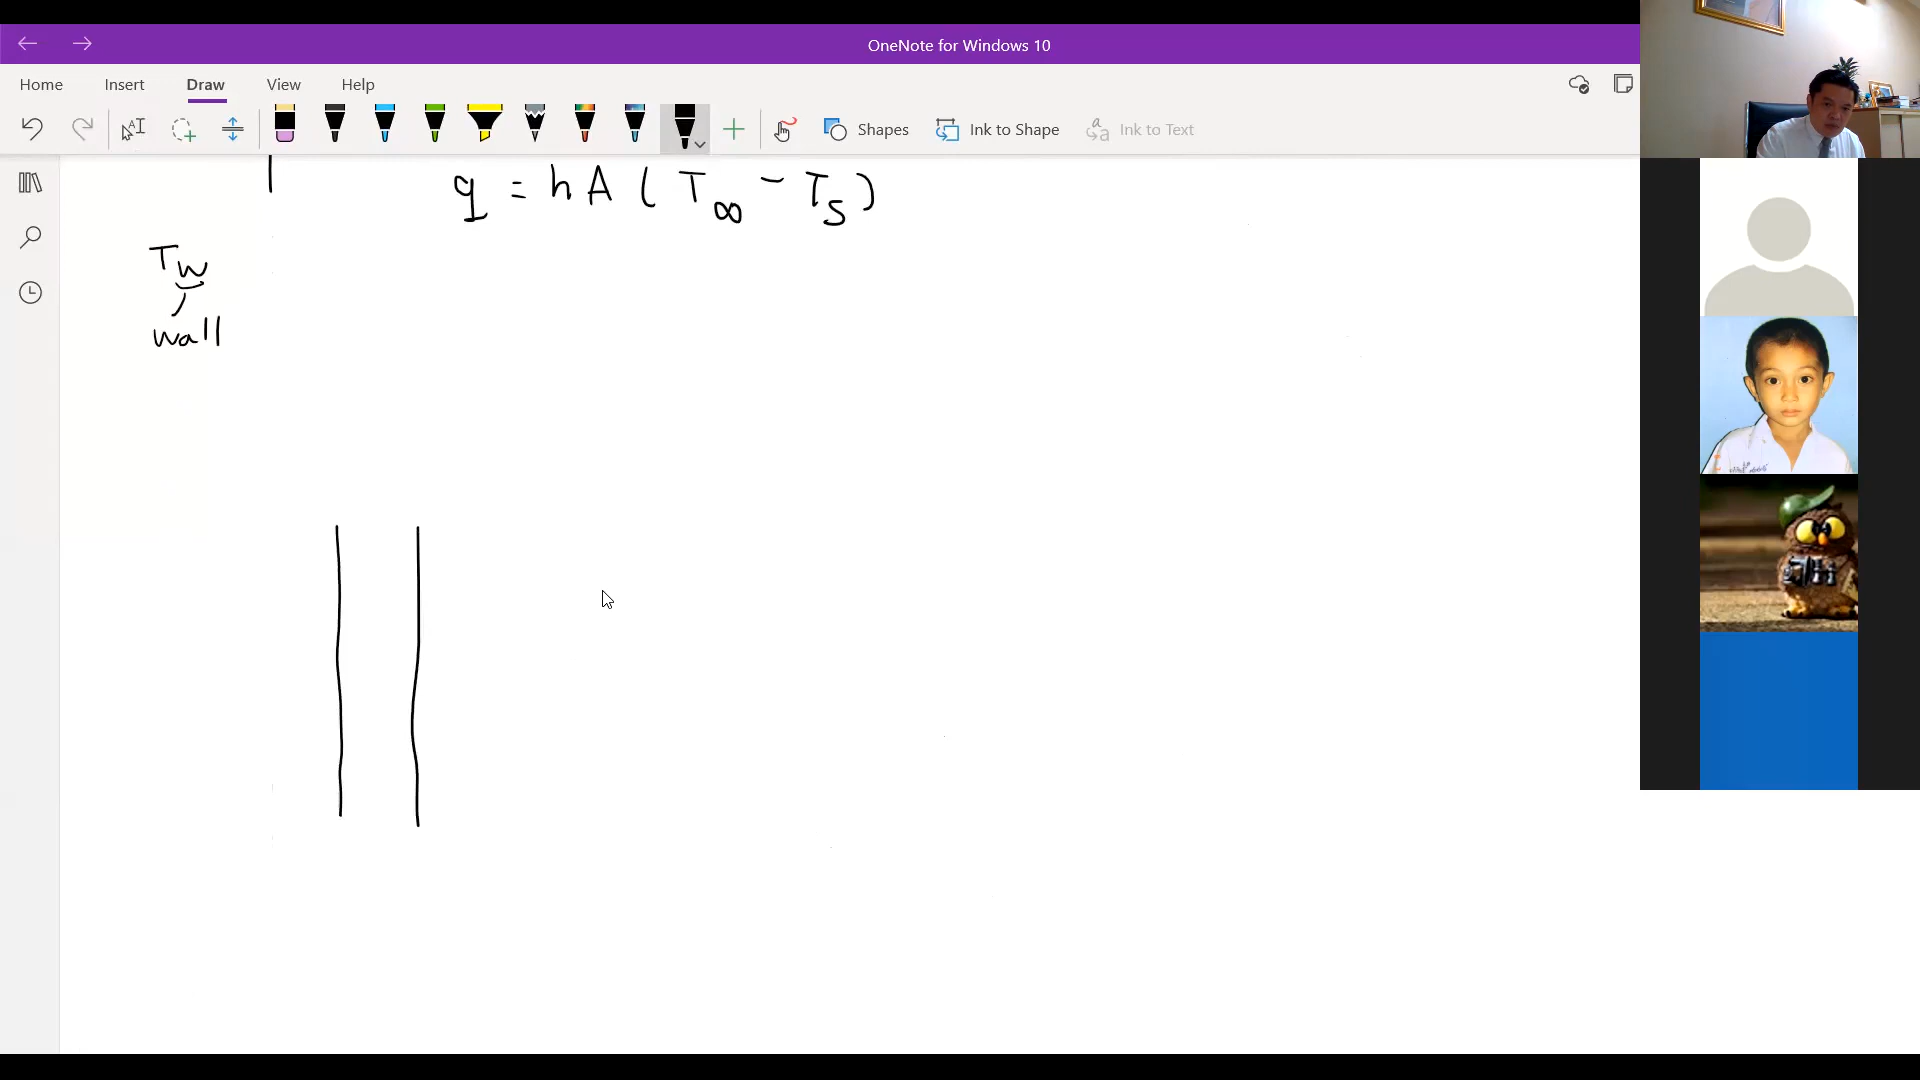 OneNote for Windows 10
Home Insert Draw View Help
Shapes Ink to Shape Ink to Text
q = hA ( T∞ - Ts )
Tw
wall